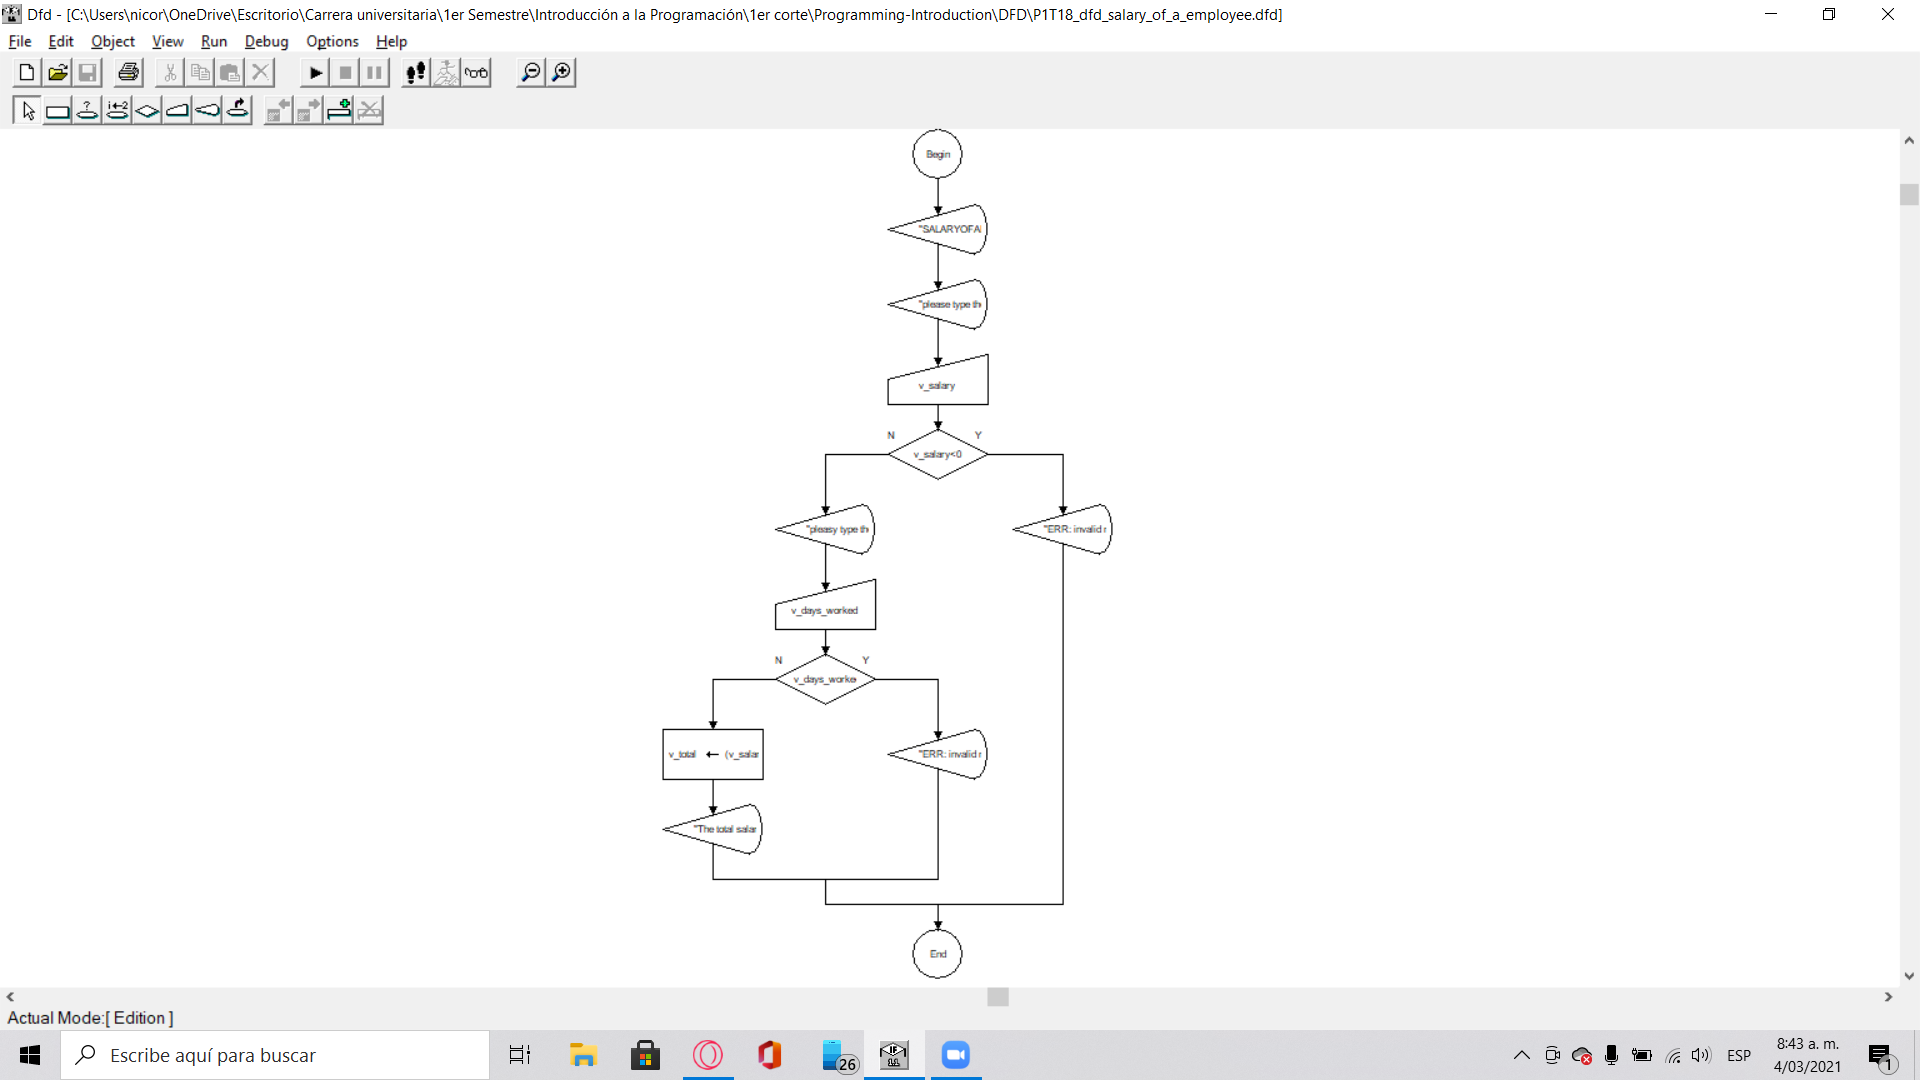 Dfd - [C:\Users\nicor\OneDrive\Escritorio\Carrera universitaria\1er Semestre\Introducción a la Programación\1er corte\Programming-Introduction\DFD\P1T18_dfd_salary_of_a_employee.dfd]
File Edit Object View Run Debug Options Help
Begin
"SALARYOFA
"please type th
v_salary
N Y
v_salary<0
"pleasy type th
"ERR: invalid r
v_days_worked
N Y
v_days_worke
v_total ← (v_salar
"ERR: invalid r
"The total salar
End
Actual Mode:[ Edition ]
Escribe aquí para buscar
26
ESP
8:43 a. m.
4/03/2021
1